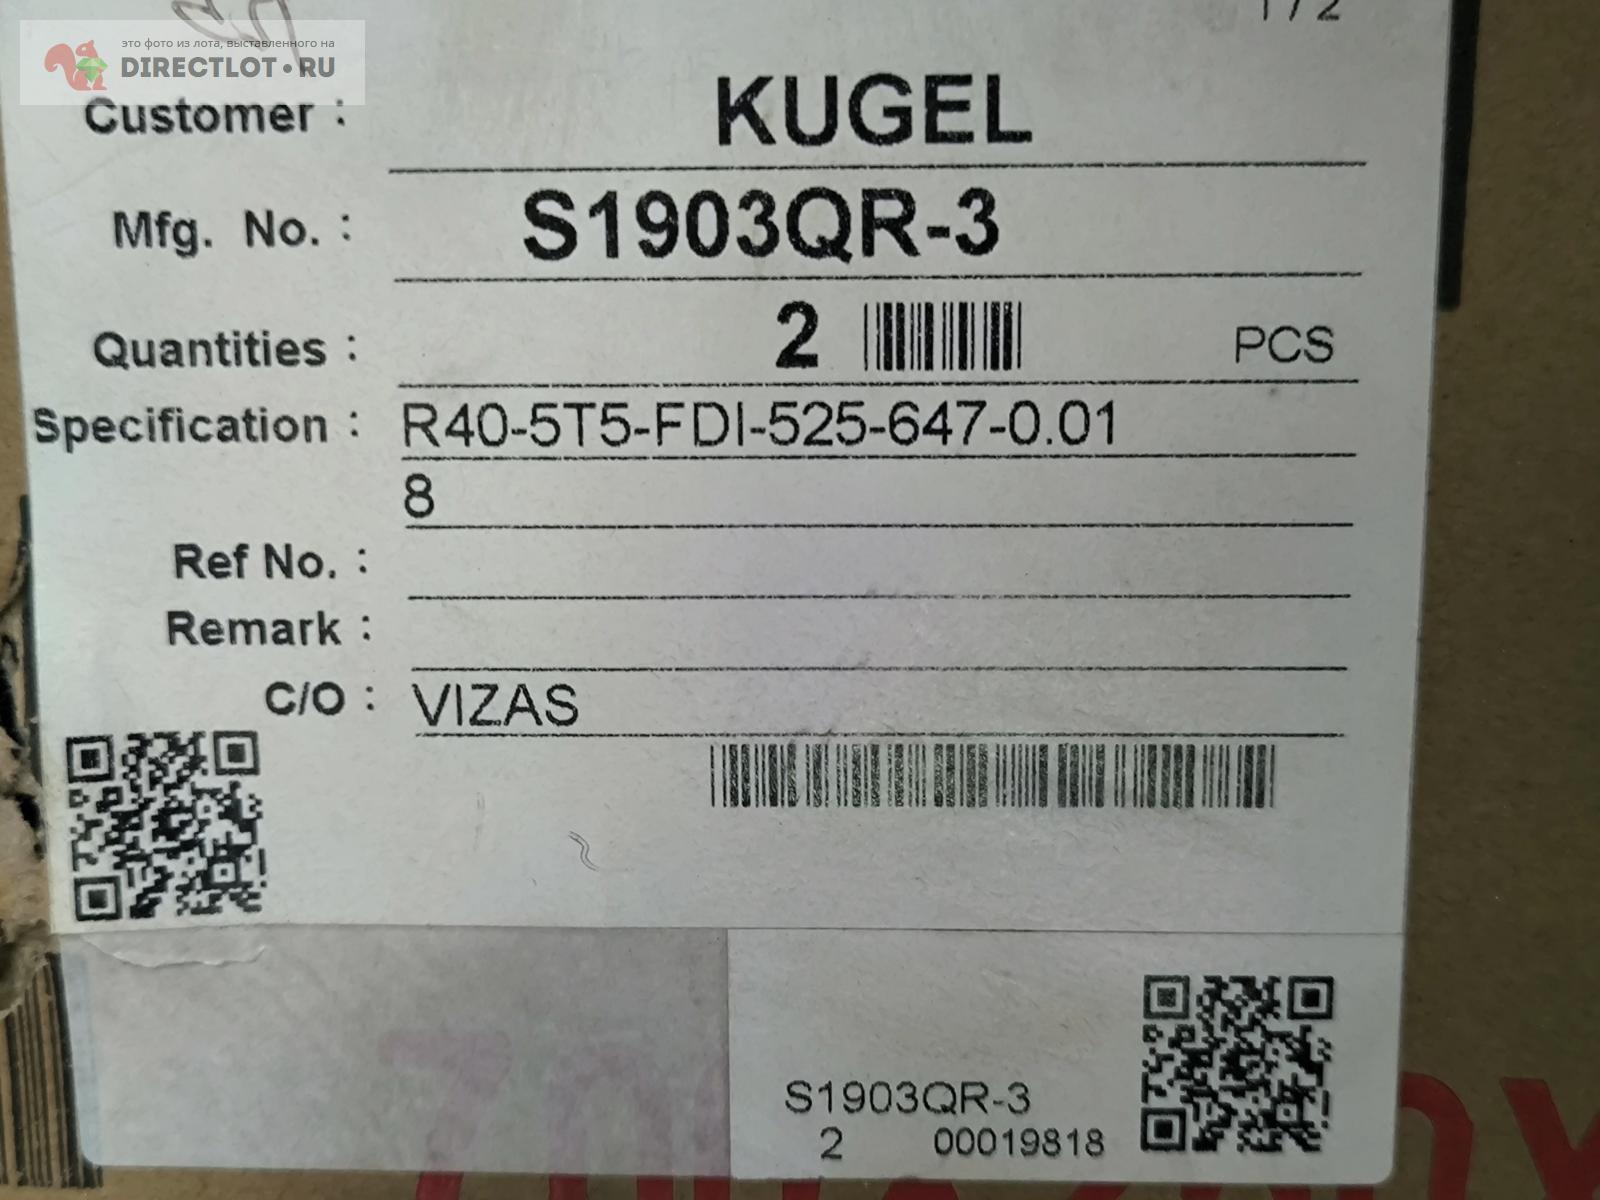 1 / 2
это фото из лота, выставленного на
DIRECTLOT.RU
Customer : KUGEL
Mfg. No. : S1903QR-3
Quantities : 2 PCS
Specification : R40-5T5-FDI-525-647-0.01
8
Ref No. :
Remark :
C/O : VIZAS
S1903QR-3
2 00019818